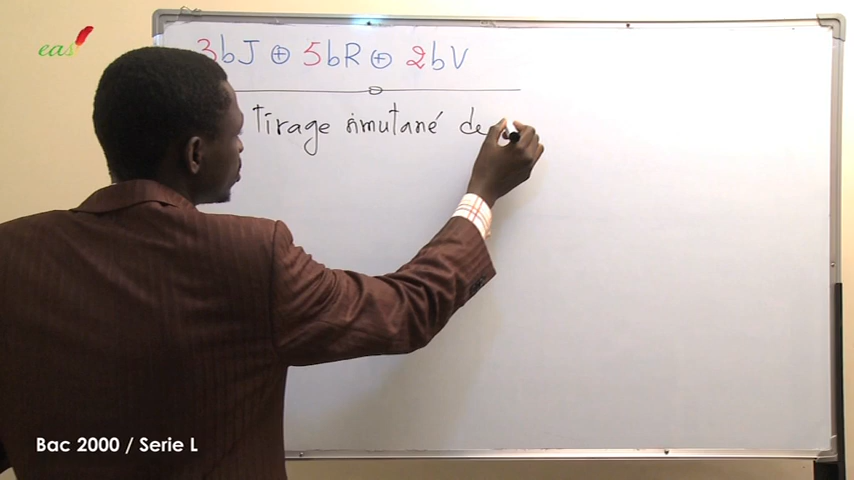 eas
3bJ ⊕ 5bR ⊕ 2bV
tirage simutané de
Bac 2000 / Serie L